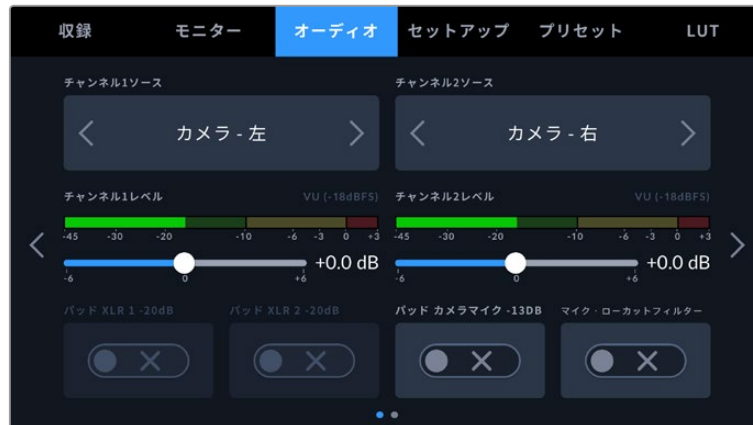 収録 モニター オーディオ セットアップ プリセット LUT
チャンネル1ソース チャンネル2ソース
カメラ - 左 カメラ - 右
チャンネル1レベル VU (-18dBFS) チャンネル2レベル VU (-18dBFS)
-45 -30 -20 -10 -6 -3 0 +3 -45 -30 -20 -10 -6 -3 0 +3
+0.0 dB +0.0 dB
-6 0 +6 -6 0 +6
パッド XLR 1 -20dB パッド XLR 2 -20dB パッド カメラマイク -13DB マイク・ローカットフィルター